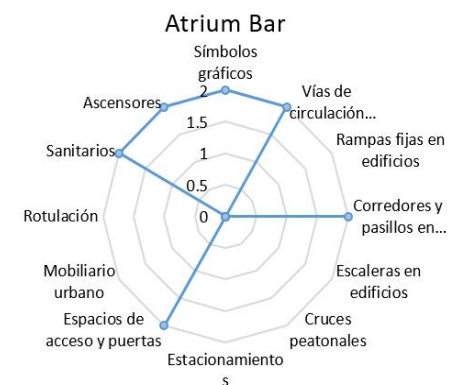 Atrium Bar
Símbolos
gráficos
Vías de
circulación...
Rampas fijas en
edificios
Corredores y
pasillos en...
Escaleras en
edificios
Cruces
peatonales
Estacionamiento
s
Espacios de
acceso y puertas
Mobiliario
urbano
Rotulación
Sanitarios
Ascensores
2
1.5
1
0.5
0